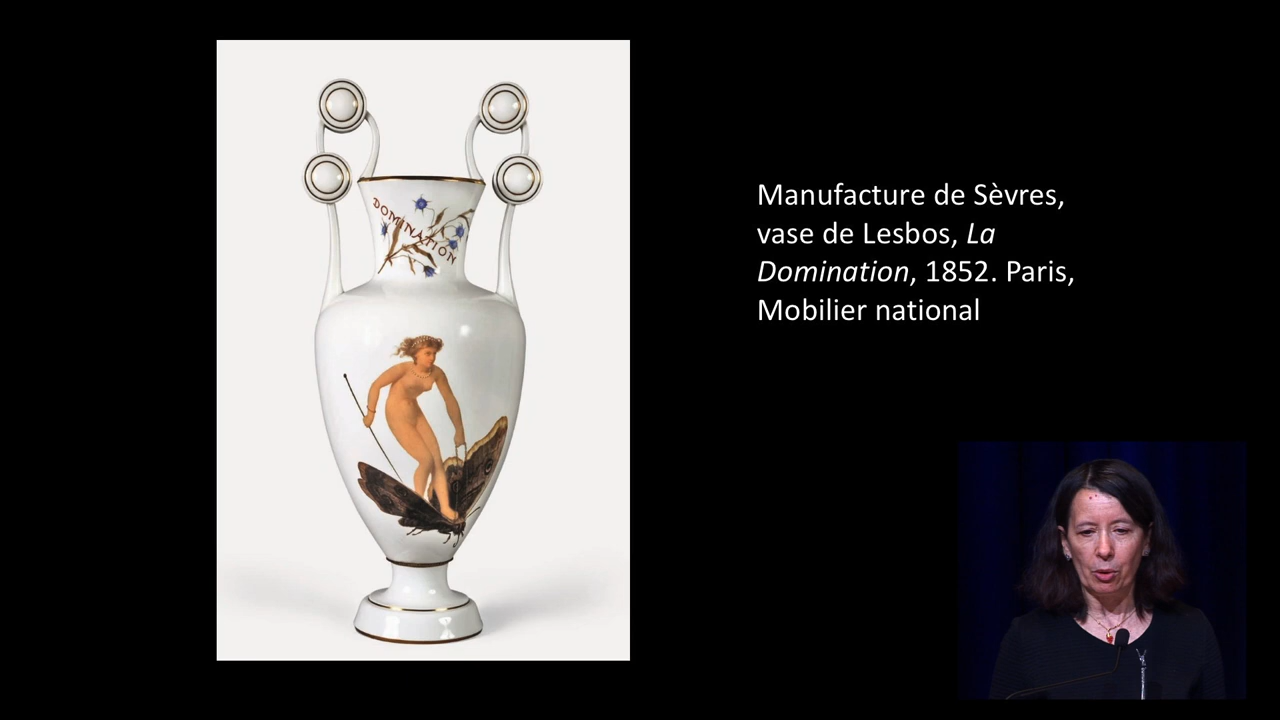 DOMINATION
Manufacture de Sèvres,
vase de Lesbos, La
Domination, 1852. Paris,
Mobilier national